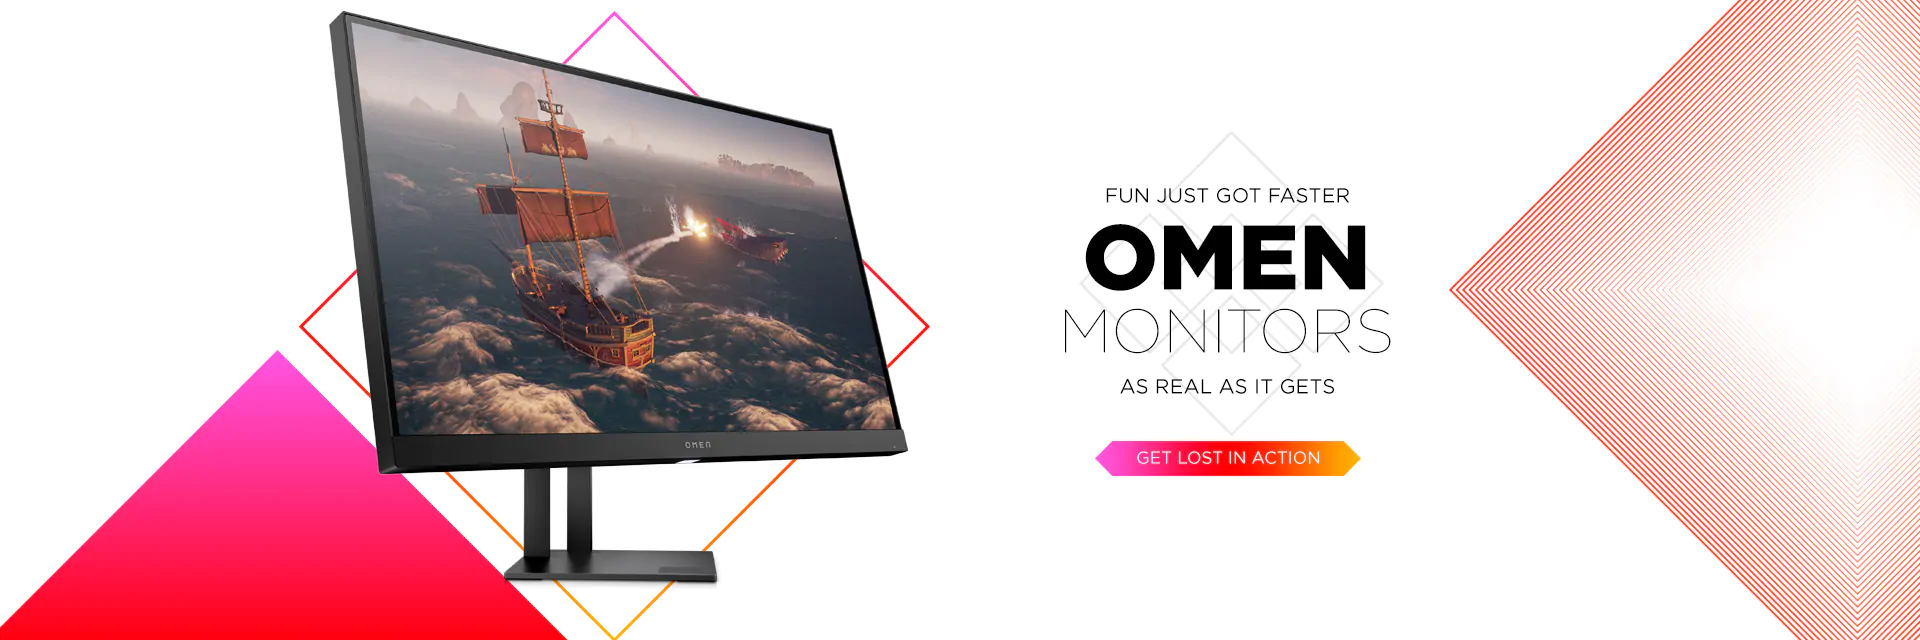 FUN JUST GOT FASTER
OMEN
MONITORS
AS REAL AS IT GETS
GET LOST IN ACTION
OMEN